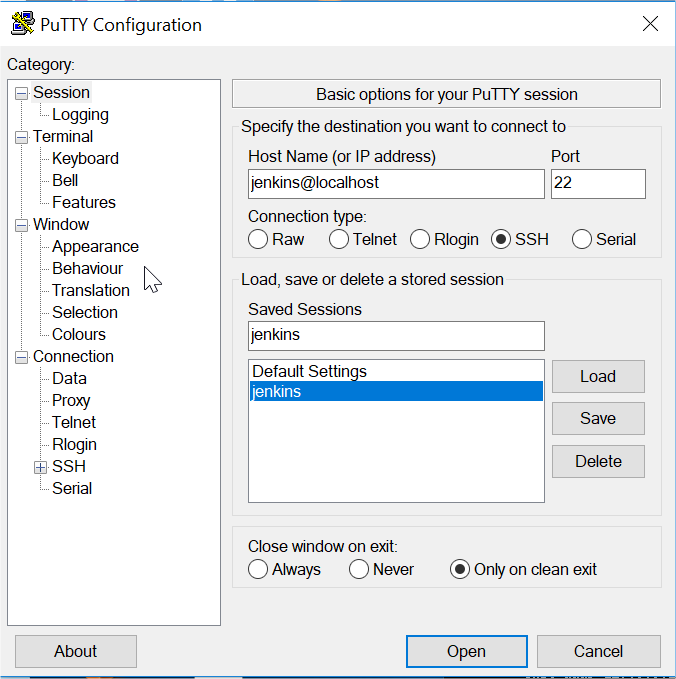 PuTTY Configuration
Category:
Session
Logging
Terminal
Keyboard
Bell
Features
Window
Appearance
Behaviour
Translation
Selection
Colours
Connection
Data
Proxy
Telnet
Rlogin
SSH
Serial
Basic options for your PuTTY session
Specify the destination you want to connect to
Host Name (or IP address) Port
jenkins@localhost 22
Connection type:
Raw Telnet Rlogin SSH Serial
Load, save or delete a stored session
Saved Sessions
jenkins
Default Settings
jenkins
Load
Save
Delete
Close window on exit:
Always Never Only on clean exit
About Open Cancel